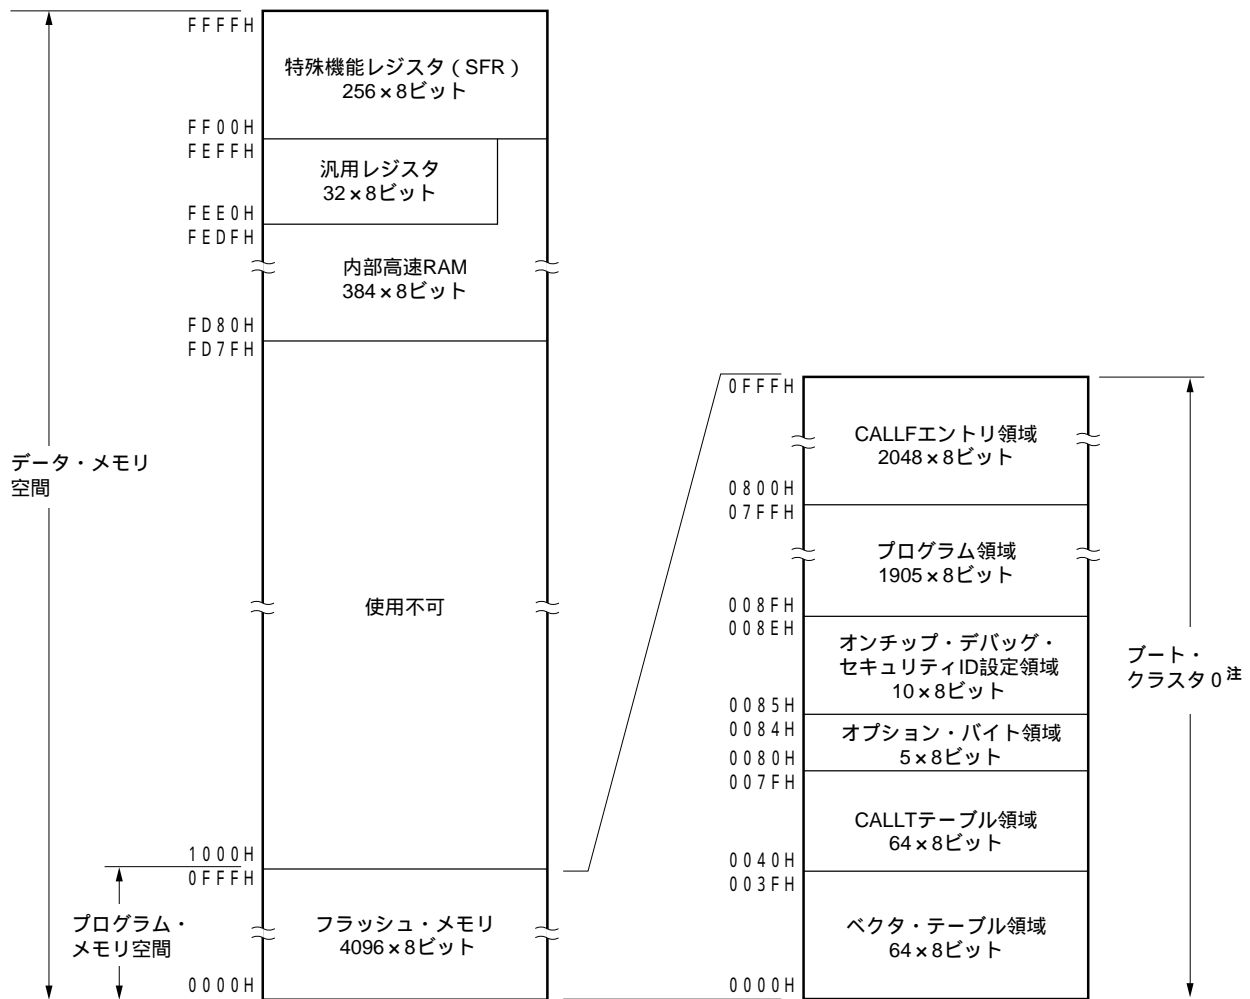 FFFFH
特殊機能レジスタ(SFR)
256×8ビット
FF00H
FEFFH
汎用レジスタ
32×8ビット
FEE0H
FEDFH
内部高速RAM
384×8ビット
FD80H
FD7FH
データ・メモリ
空間
使用不可
1000H
0FFFH
プログラム・
メモリ空間
フラッシュ・メモリ
4096×8ビット
0000H
0FFFH
CALLFエントリ領域
2048×8ビット
0800H
07FFH
プログラム領域
1905×8ビット
008FH
008EH
オンチップ・デバッグ・
セキュリティID設定領域
10×8ビット
0085H
0084H
オプション・バイト領域
5×8ビット
0080H
007FH
CALLTテーブル領域
64×8ビット
0040H
003FH
ベクタ・テーブル領域
64×8ビット
0000H
ブート・
クラスタ0注